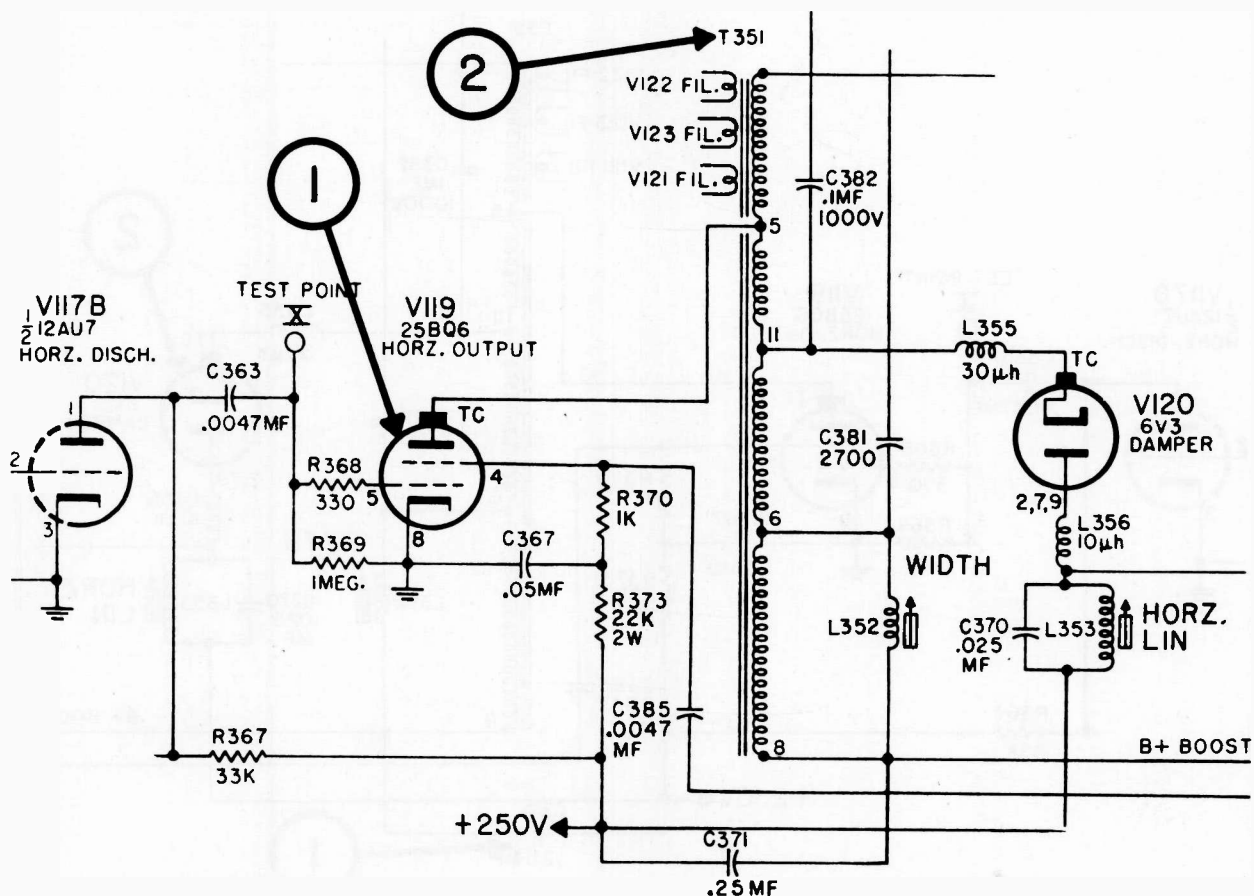 2
T351
V122 FIL.
V123 FIL.
V121 FIL.
1
C382
.1MF
1000V
5
TEST POINT
X
V117B
½ 12AU7
HORZ. DISCH.
V119
25BQ6
HORZ. OUTPUT
C363
.0047MF
TC
11
L355
30µh
TC
V120
6V3
DAMPER
1
2
3
R368
330
5
4
8
R369
1MEG.
C367
.05MF
R370
1K
R373
22K
2W
C381
2700
6
2,7,9
L356
10µh
WIDTH
L352
C370
.025
MF
L353
HORZ.
LIN
C385
.0047
MF
8
R367
33K
B+ BOOST
+250V
C371
.25MF